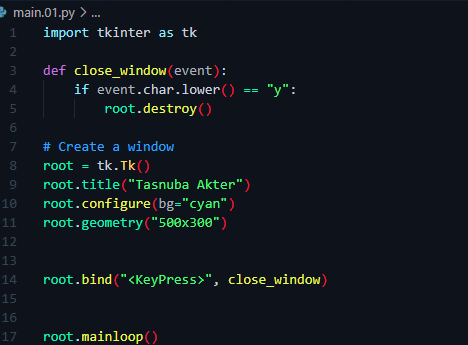 main.01.py > ...
1 import tkinter as tk
2
3 def close_window(event):
4     if event.char.lower() == "y":
5         root.destroy()
6
7 # Create a window
8 root = tk.Tk()
9 root.title("Tasnuba Akter")
10 root.configure(bg="cyan")
11 root.geometry("500x300")
12
13
14 root.bind("<KeyPress>", close_window)
15
16
17 root.mainloop()